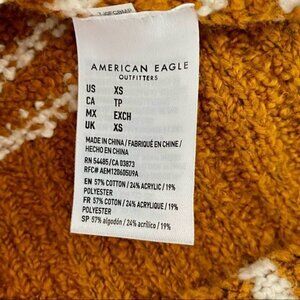 AMERICAN EAGLE
OUTFITTERS
US XS
CA TP
MX EXCH
UK XS
MADE IN CHINA / FABRIQUÉ EN CHINE /
HECHO EN CHINA
RN 54485/CA 03873
RFC# AEM120605U9A
EN 57% COTTON / 24% ACRYLIC / 19%
POLYESTER
FR 57% COTON / 24% ACRYLIQUE / 19%
POLYESTER
SP 57% algodón / 24% acrílico / 19%